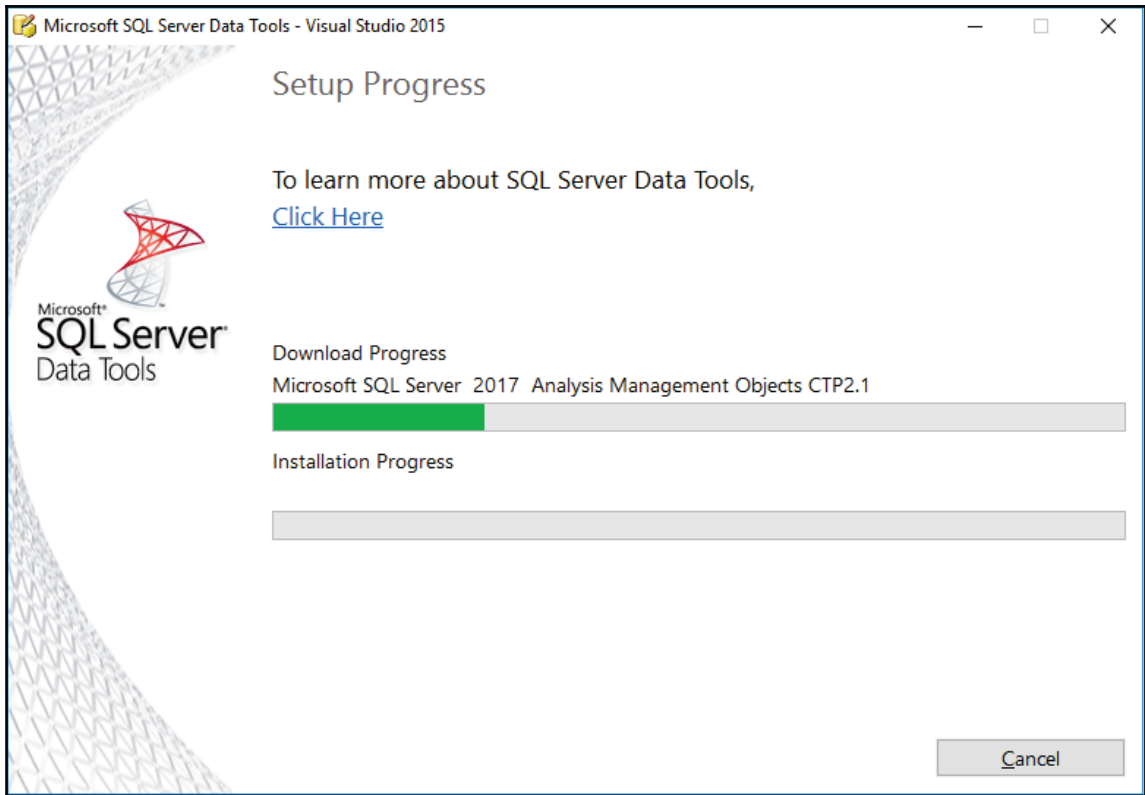 Microsoft SQL Server Data Tools - Visual Studio 2015
Setup Progress
To learn more about SQL Server Data Tools,
Click Here
Microsoft®
SQL Server®
Data Tools
Download Progress
Microsoft SQL Server  2017  Analysis Management Objects CTP2.1
Installation Progress
Cancel